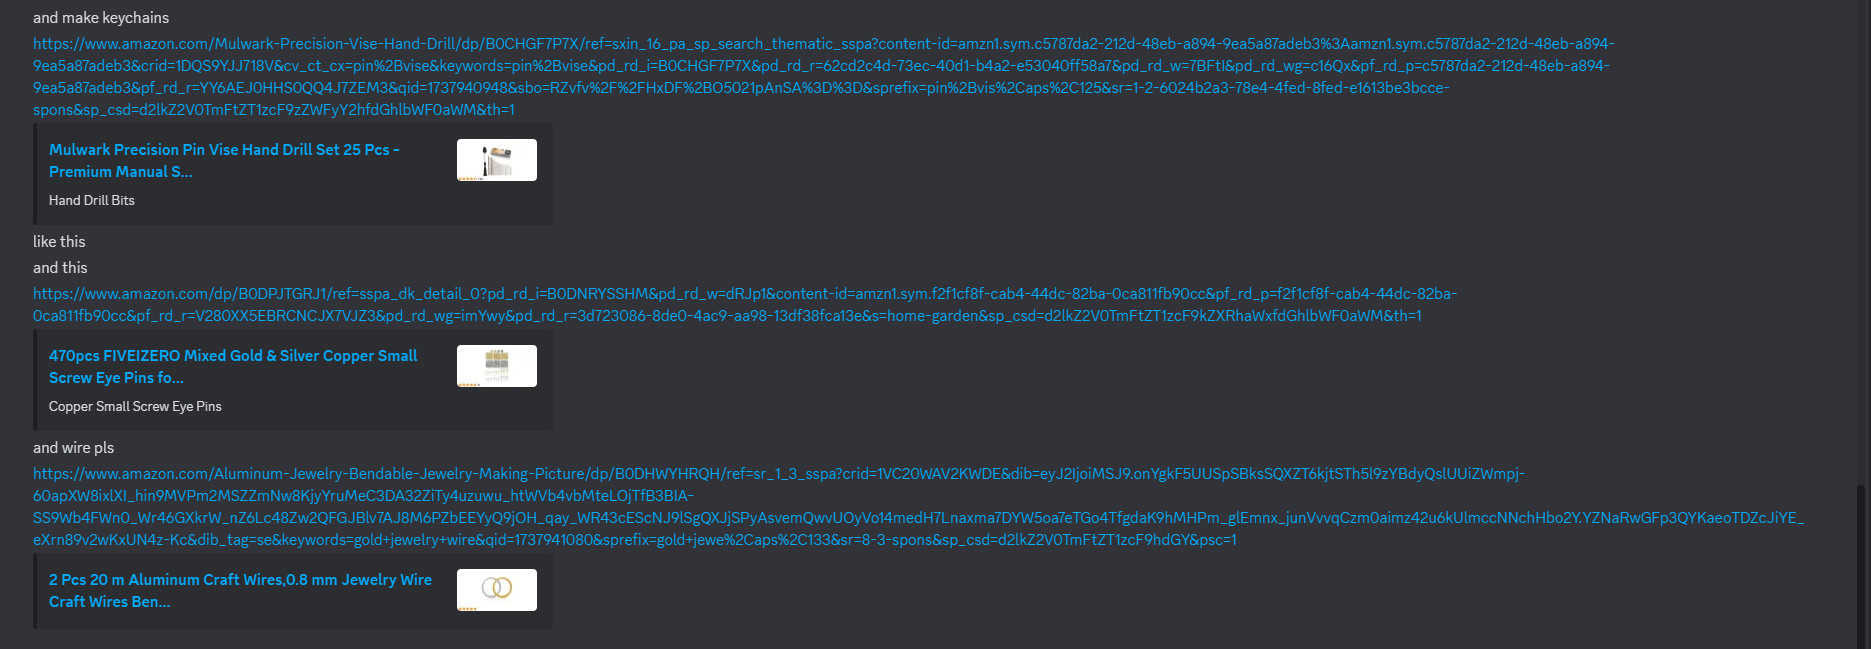 and make keychains
https://www.amazon.com/Mulwark-Precision-Vise-Hand-Drill/dp/B0CHGF7P7X/ref=sxin_16_pa_sp_search_thematic_sspa?content-id=amzn1.sym.c5787da2-212d-48eb-a894-9ea5a87adeb3%3Aamzn1.sym.c5787da2-212d-48eb-a894-
9ea5a87adeb3&crid=1DQS9YJJ718V&cv_ct_cx=pin%2Bvise&keywords=pin%2Bvise&pd_rd_i=B0CHGF7P7X&pd_rd_r=62cd2c4d-73ec-40d1-b4a2-e53040ff58a7&pd_rd_w=7BFtI&pd_rd_wg=c16Qx&pf_rd_p=c5787da2-212d-48eb-a894-
9ea5a87adeb3&pf_rd_r=YY6AEJ0HHS0QQ4J7ZEM3&qid=1737940948&sbo=RZvfv%2F%2FHxDF%2BO5021pAnSA%3D%3D&sprefix=pin%2Bvis%2Caps%2C125&sr=1-2-6024b2a3-78e4-4fed-8fed-e1613be3bcce-
spons&sp_csd=d2lkZ2V0TmFtZT1zcF9zZWFyY2hfdGhlbWF0aWM&th=1
Mulwark Precision Pin Vise Hand Drill Set 25 Pcs -
Premium Manual S...
Hand Drill Bits
like this
and this
https://www.amazon.com/dp/B0DPJTGRJ1/ref=sspa_dk_detail_0?pd_rd_i=B0DNRYSSHM&pd_rd_w=dRJp1&content-id=amzn1.sym.f2f1cf8f-cab4-44dc-82ba-0ca811fb90cc&pf_rd_p=f2f1cf8f-cab4-44dc-82ba-
0ca811fb90cc&pf_rd_r=V280XX5EBRCNCJX7VJZ3&pd_rd_wg=imYwy&pd_rd_r=3d723086-8de0-4ac9-aa98-13df38fca13e&s=home-garden&sp_csd=d2lkZ2V0TmFtZT1zcF9kZXRhaWxfdGhlbWF0aWM&th=1
470pcs FIVEIZERO Mixed Gold & Silver Copper Small
Screw Eye Pins fo...
Copper Small Screw Eye Pins
and wire pls
https://www.amazon.com/Aluminum-Jewelry-Bendable-Jewelry-Making-Picture/dp/B0DHWYHRQH/ref=sr_1_3_sspa?crid=1VC20WAV2KWDE&dib=eyJ2IjoiMSJ9.onYgkF5UUSpSBksSQXZT6kjtSTh5l9zYBdyQslUUiZWmpj-
60apXW8ixlXI_hin9MVPm2MSZZmNw8KjyYruMeC3DA32ZiTy4uzuwu_htWVb4vbMteLOjTfB3BIA-
SS9Wb4FWn0_Wr46GXkrW_nZ6Lc48Zw2QFGJBlv7AJ8M6PZbEEYyQ9jOH_qay_WR43cEScNJ9lSgQXJjSPyAsvemQwvUOyVo14medH7Lnaxma7DYW5oa7eTGo4TfgdaK9hMHPm_glEmnx_junVvvqCzm0aimz42u6kUlmccNNchHbo2Y.YZNaRwGFp3QYKaeoTDZcJiYE_
eXrn89v2wKxUN4z-Kc&dib_tag=se&keywords=gold+jewelry+wire&qid=1737941080&sprefix=gold+jewe%2Caps%2C133&sr=8-3-spons&sp_csd=d2lkZ2V0TmFtZT1zcF9hdGY&psc=1
2 Pcs 20 m Aluminum Craft Wires,0.8 mm Jewelry Wire
Craft Wires Ben...